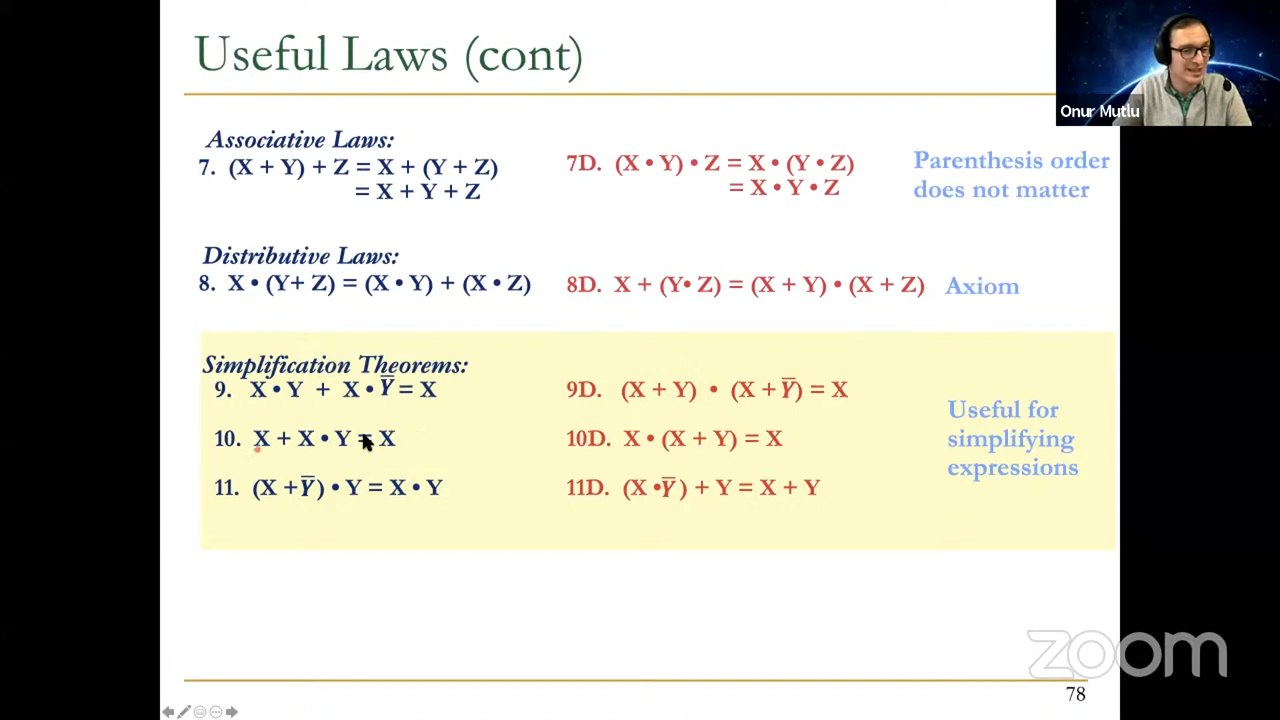 Useful Laws (cont)
Onur Mutlu
Associative Laws:
7. (X + Y) + Z = X + (Y + Z)
= X + Y + Z
7D. (X • Y) • Z = X • (Y • Z)
= X • Y • Z
Parenthesis order
does not matter
Distributive Laws:
8. X • (Y+ Z) = (X • Y) + (X • Z)
8D. X + (Y• Z) = (X + Y) • (X + Z)
Axiom
Simplification Theorems:
9. X • Y + X • Y̅ = X
9D. (X + Y) • (X + Y̅) = X
10. X + X • Y = X
10D. X • (X + Y) = X
11. (X + Y̅) • Y = X • Y
11D. (X • Y̅) + Y = X + Y
Useful for
simplifying
expressions
zoom
78